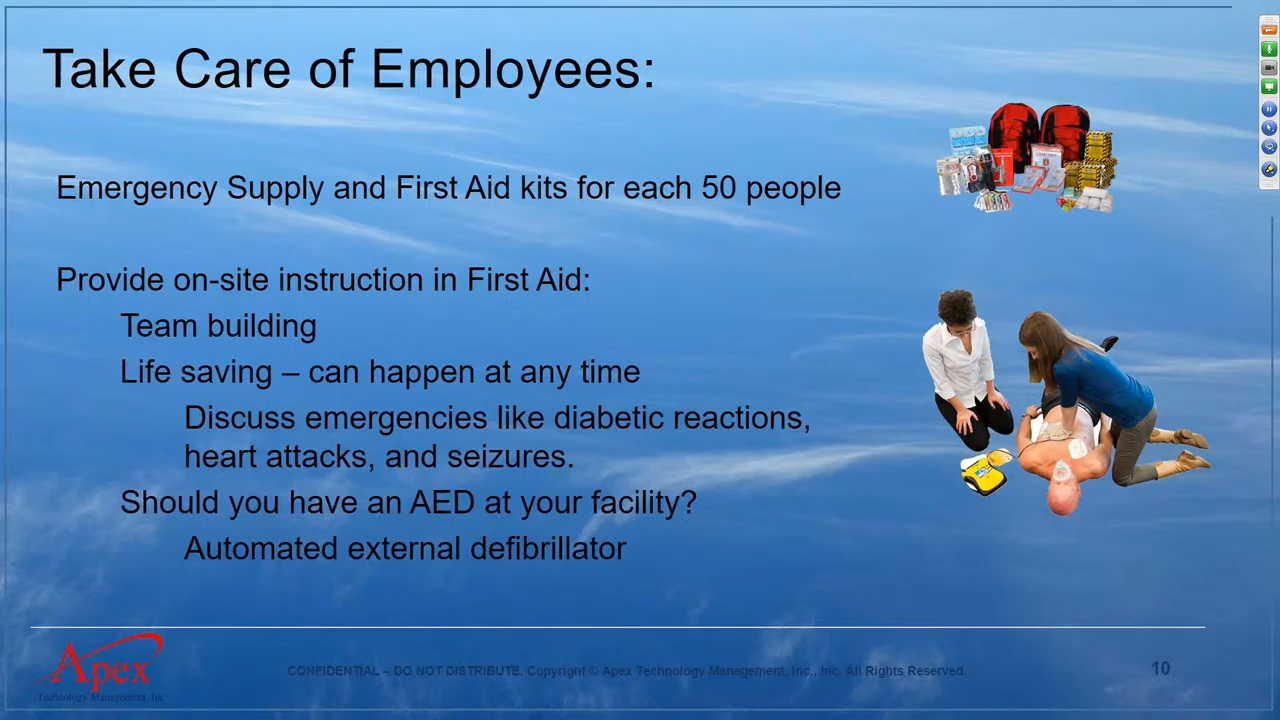 Take Care of Employees:
Emergency Supply and First Aid kits for each 50 people
Provide on-site instruction in First Aid:
Team building
Life saving – can happen at any time
Discuss emergencies like diabetic reactions,
heart attacks, and seizures.
Should you have an AED at your facility?
Automated external defibrillator
Apex
Technology Management, Inc
CONFIDENTIAL – DO NOT DISTRIBUTE. Copyright © Apex Technology Management, Inc., Inc. All Rights Reserved.
10